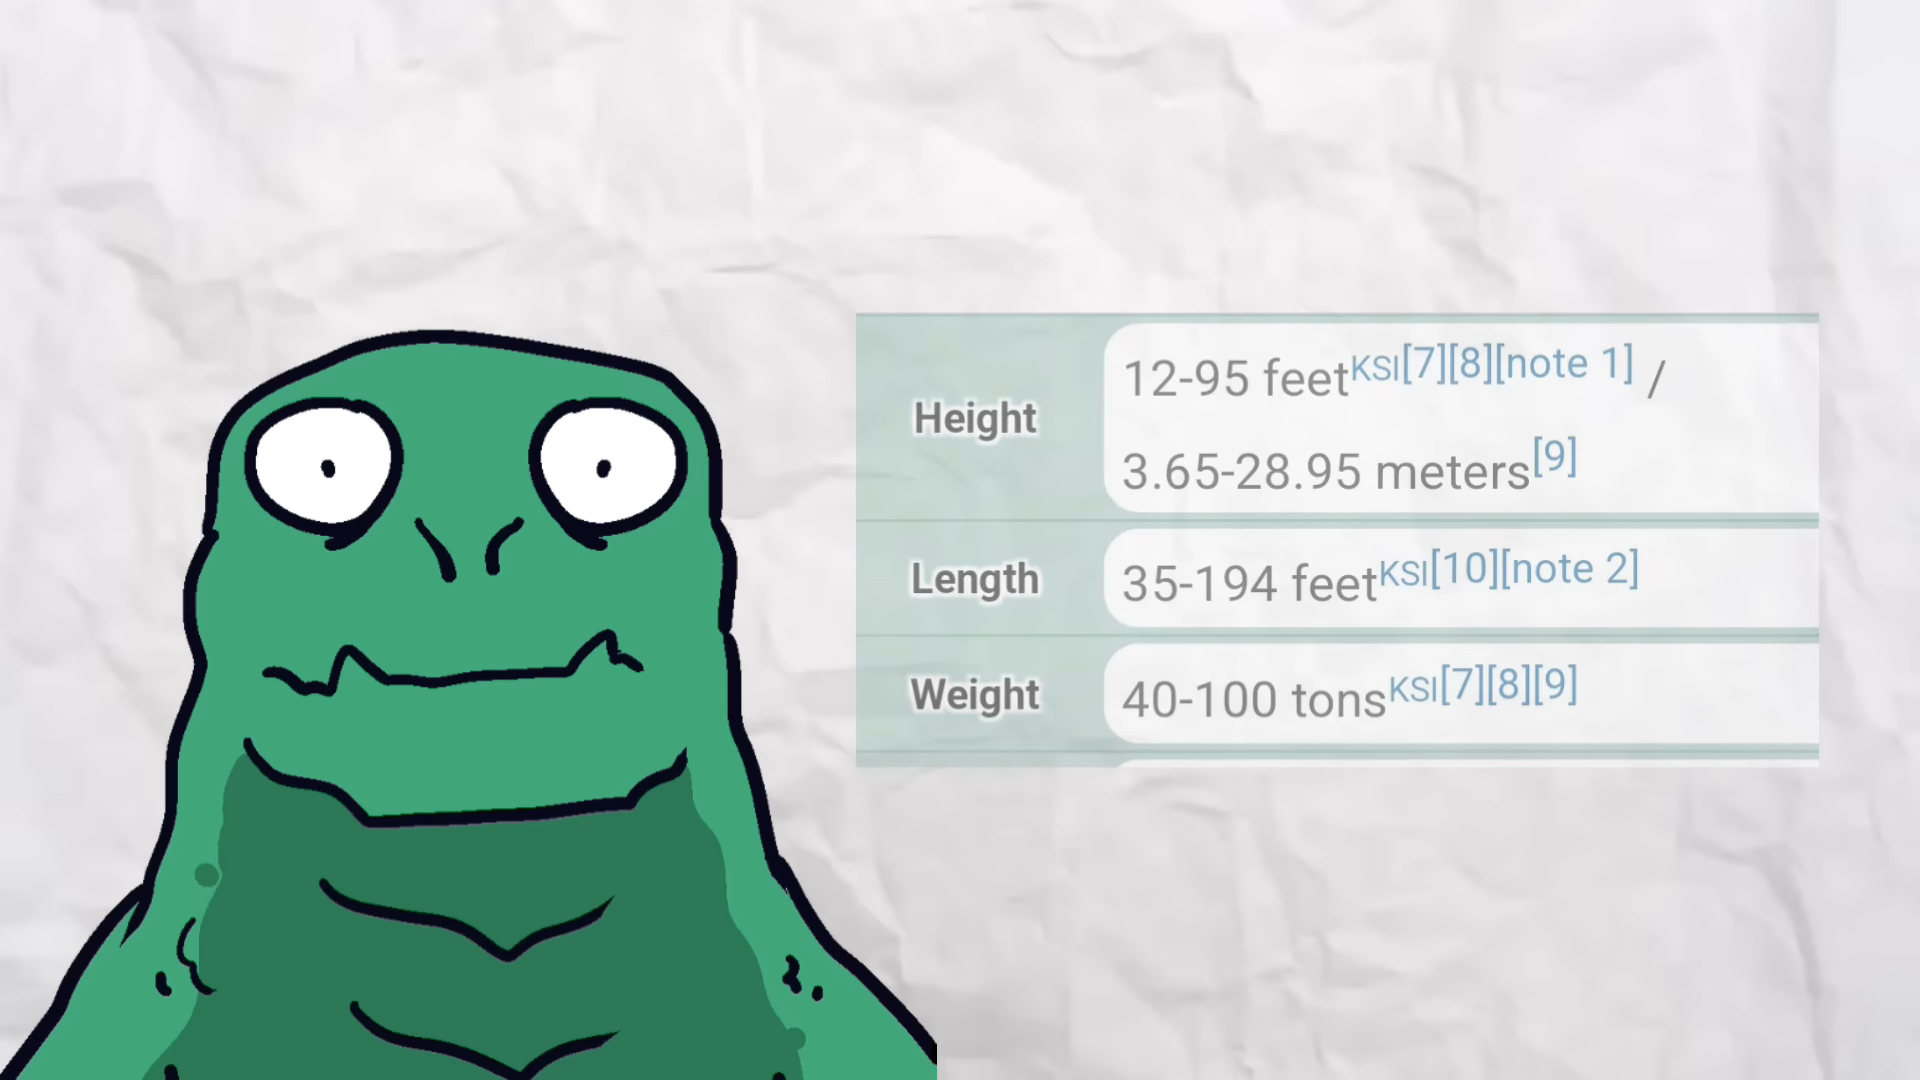 Height
12-95 feetKSI[7][8][note 1] /
3.65-28.95 meters[9]
Length
35-194 feetKSI[10][note 2]
Weight
40-100 tonsKSI[7][8][9]